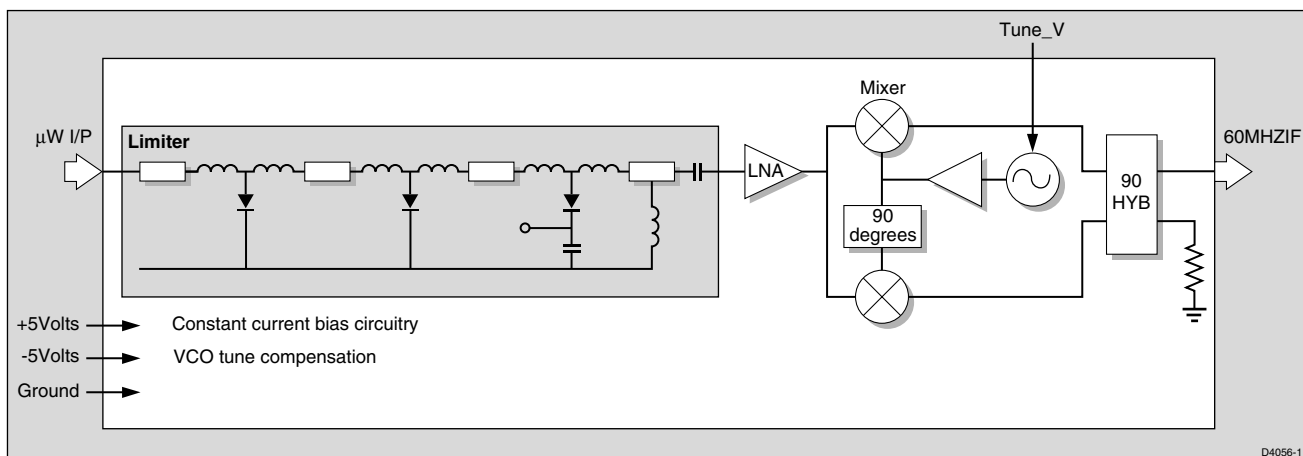 Tune_V
Mixer
μW I/P
Limiter
60MHZIF
LNA
90
HYB
90
degrees
+5Volts
Constant current bias circuitry
-5Volts
VCO tune compensation
Ground
D4056-1